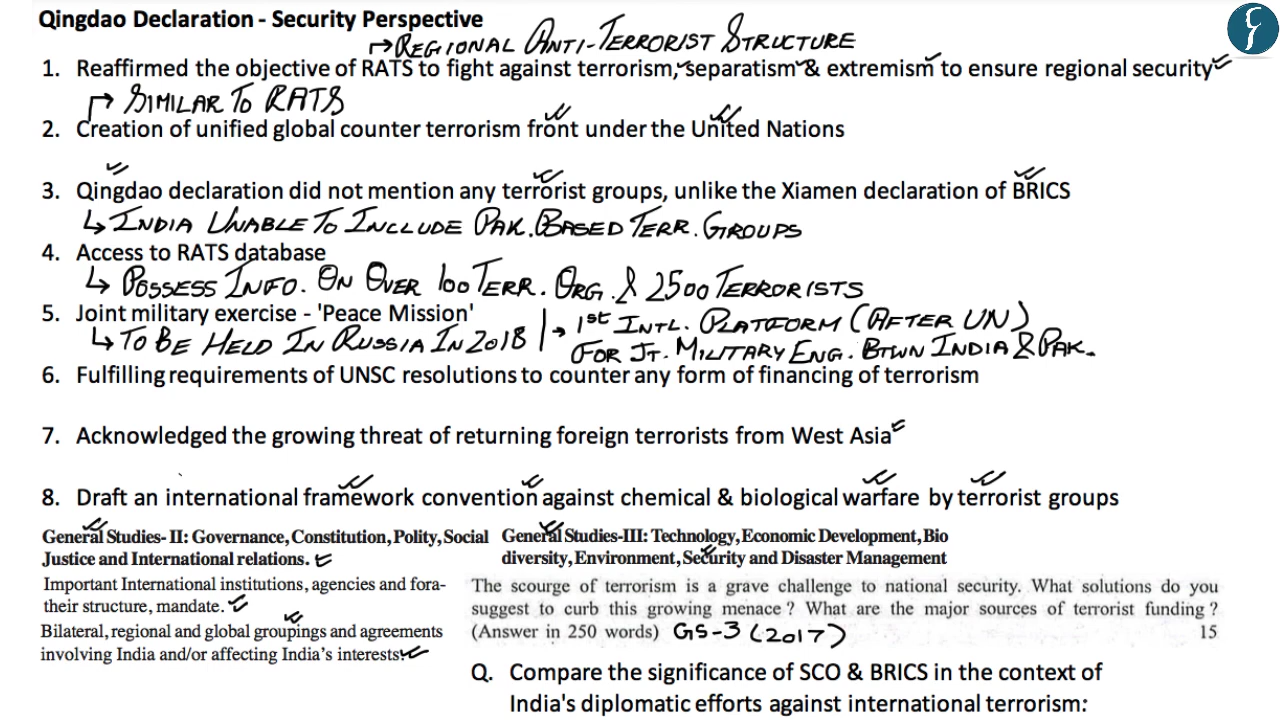 Qingdao Declaration - Security Perspective
↱REGIONAL ANTI-TERRORIST STRUCTURE
1. Reaffirmed the objective of RATS to fight against terrorism, separatism & extremism to ensure regional security
↱ SIMILAR TO RATS
2. Creation of unified global counter terrorism front under the United Nations
3. Qingdao declaration did not mention any terrorist groups, unlike the Xiamen declaration of BRICS
↳ INDIA UNABLE TO INCLUDE PAK. BASED TERR. GROUPS
4. Access to RATS database
↳ POSSESS INFO. ON OVER 100 TERR. ORG. & 2500 TERRORISTS
5. Joint military exercise - 'Peace Mission'
↳ TO BE HELD IN RUSSIA IN 2018 | → 1st INTL. PLATFORM (AFTER UN)
FOR JT. MILITARY ENG. BTWN INDIA & PAK.
6. Fulfilling requirements of UNSC resolutions to counter any form of financing of terrorism
7. Acknowledged the growing threat of returning foreign terrorists from West Asia
8. Draft an international framework convention against chemical & biological warfare by terrorist groups
General Studies- II: Governance, Constitution, Polity, Social
Justice and International relations.
Important International institutions, agencies and fora-
their structure, mandate.
Bilateral, regional and global groupings and agreements
involving India and/or affecting India's interests.
General Studies-III: Technology, Economic Development, Bio
diversity, Environment, Security and Disaster Management
The scourge of terrorism is a grave challenge to national security. What solutions do you
suggest to curb this growing menace ? What are the major sources of terrorist funding ?
(Answer in 250 words) GS-3 (2017) 15
Q. Compare the significance of SCO & BRICS in the context of
India's diplomatic efforts against international terrorism: